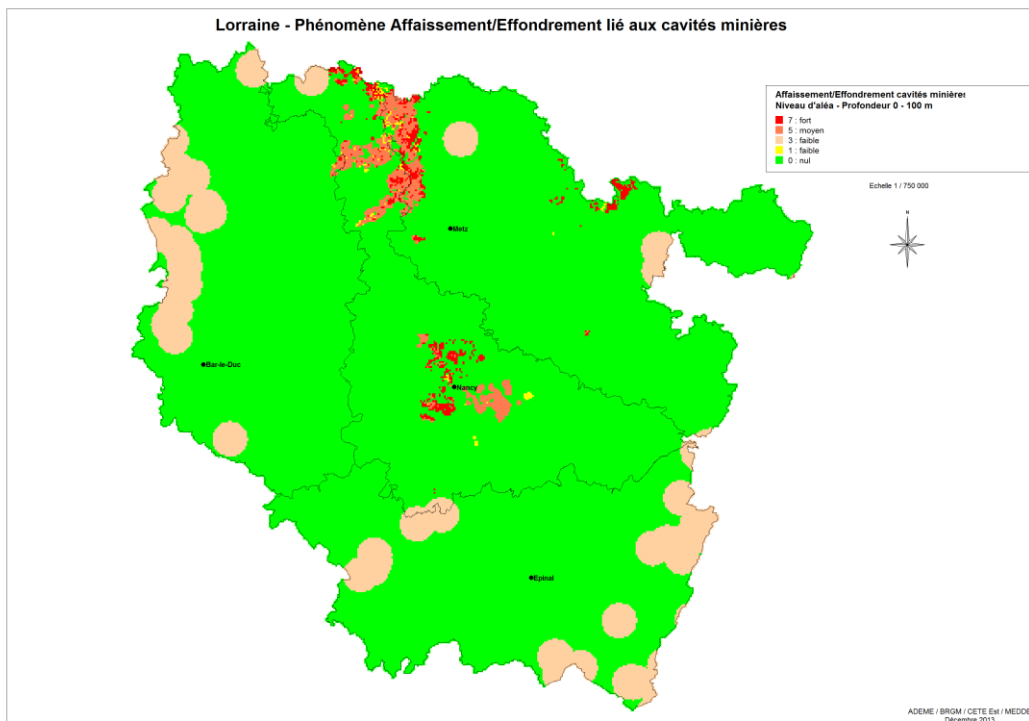 Lorraine - Phénomène Affaissement/Effondrement lié aux cavités minières
Affaissement/Effondrement cavités minières
Niveau d'aléa - Profondeur 0 - 100 m
7 : fort
5 : moyen
3 : faible
1 : faible
0 : nul
Echelle 1 / 750 000
N
Metz
Bar-le-Duc
Nancy
Epinal
ADEME / BRGM / CETE Est / MEDDE
Décembre 2013